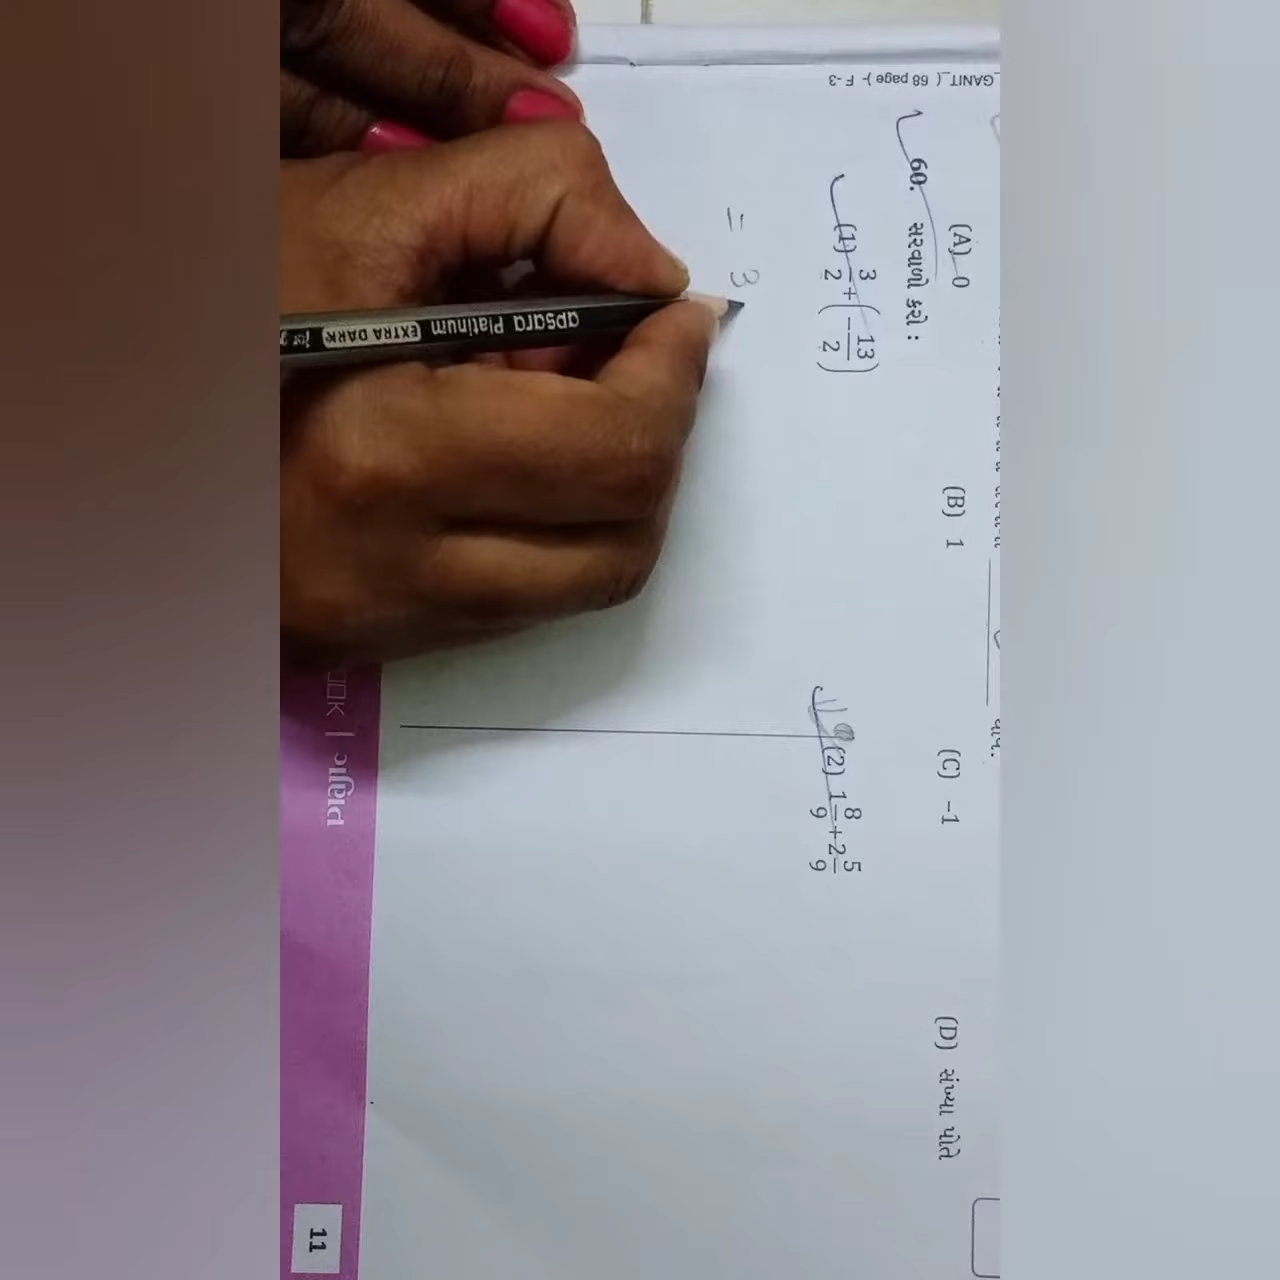 (A) 0 (B) 1 (C) -1 (D) સંખ્યા પોતે
60. સરવાળો કરો :
(1) 3/2 + (-13/2) (2) 1 8/9 + 2 5/9
= 3
GANIT_( 68 page ) - F-3
apsara Platinum EXTRA DARK
ગણિત
11